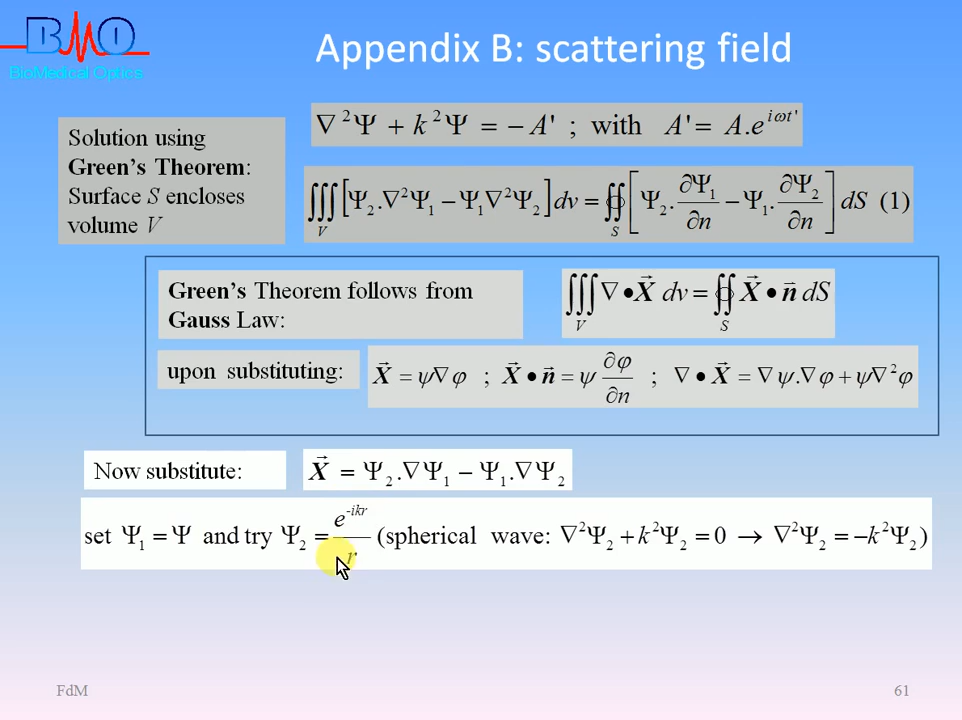 BMO
BioMedical Optics
Appendix B: scattering field
Solution using
Green's Theorem:
Surface S encloses
volume V
∇²Ψ + k²Ψ = −A' ; with A' = A.e^{iωt'}
∭_V [Ψ₂.∇²Ψ₁ − Ψ₁∇²Ψ₂] dv = ∯_S [Ψ₂.∂Ψ₁/∂n − Ψ₁.∂Ψ₂/∂n] dS (1)
Green's Theorem follows from
Gauss Law:
∭_V ∇•X⃗ dv = ∯_S X⃗•n⃗ dS
upon substituting:
X⃗ = ψ∇φ ; X⃗•n⃗ = ψ ∂φ/∂n ; ∇•X⃗ = ∇ψ.∇φ + ψ∇²φ
Now substitute:
X⃗ = Ψ₂.∇Ψ₁ − Ψ₁.∇Ψ₂
set Ψ₁ = Ψ and try Ψ₂ = e^{-ikr}/r (spherical wave: ∇²Ψ₂ + k²Ψ₂ = 0 → ∇²Ψ₂ = −k²Ψ₂)
FdM
61